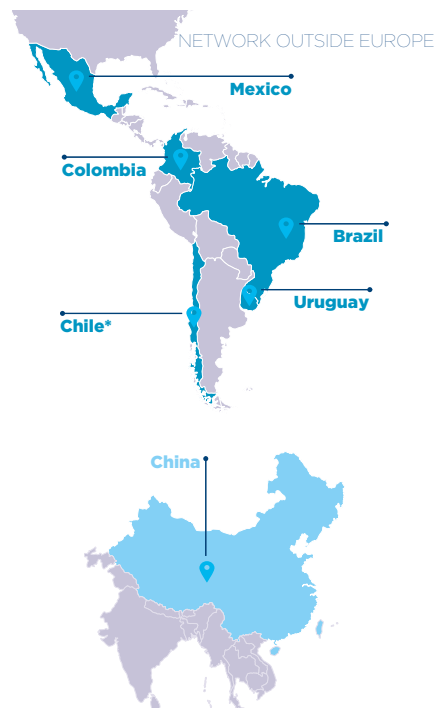 NETWORK OUTSIDE EUROPE
Mexico
Colombia
Brazil
Uruguay
Chile*
China